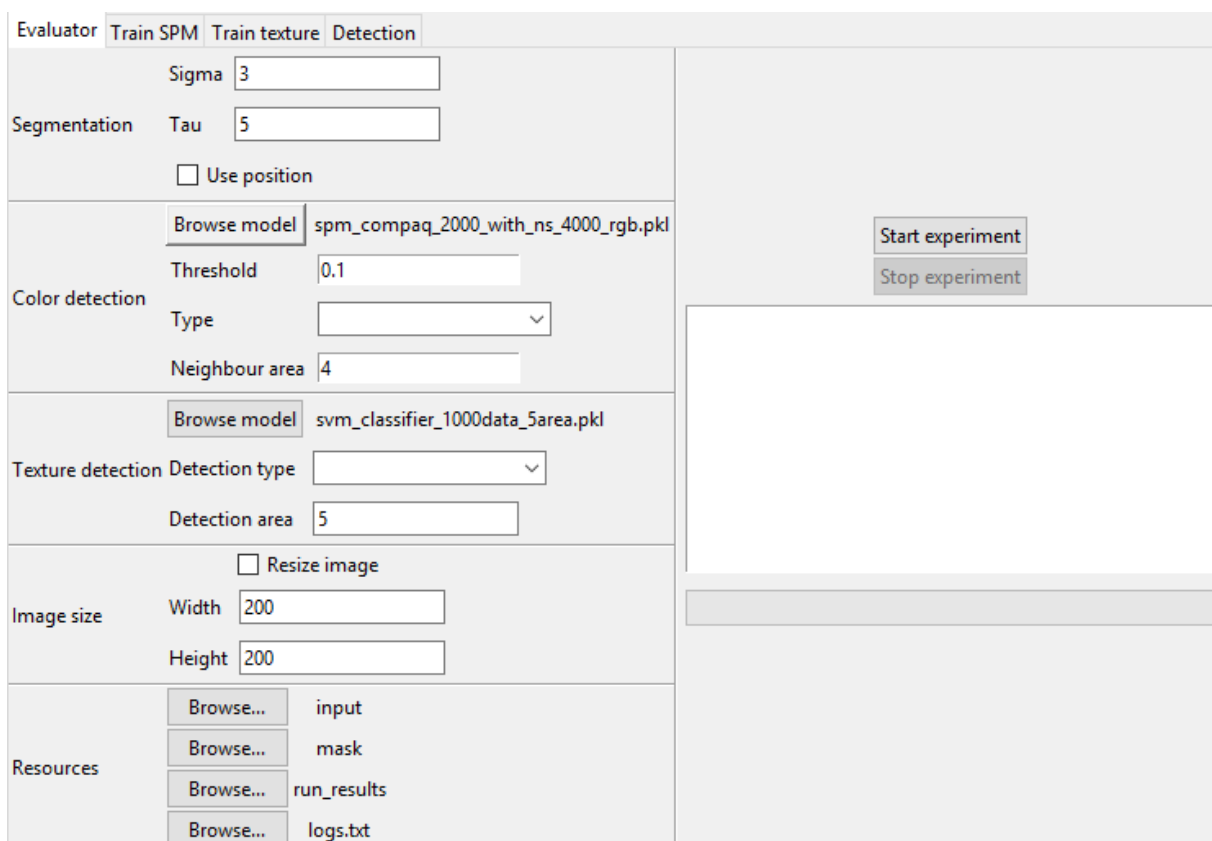 Evaluator Train SPM Train texture Detection
Sigma 3
Segmentation Tau 5
Use position
Browse model spm_compaq_2000_with_ns_4000_rgb.pkl
Threshold 0.1
Color detection
Type
Neighbour area 4
Browse model svm_classifier_1000data_5area.pkl
Texture detection Detection type
Detection area 5
Resize image
Width 200
Image size
Height 200
Browse... input
Browse... mask
Resources
Browse... run_results
Browse... logs.txt
Start experiment
Stop experiment